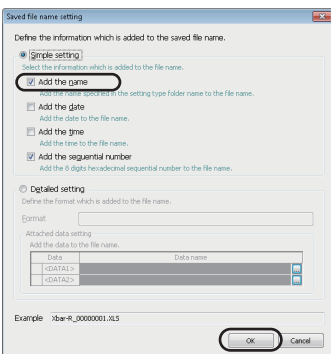 Saved file name setting
Define the information which is added to the saved file name.
Simple setting
Select the information which is added to the file name.
Add the name
Add the name specified in the setting type folder name to the file name.
Add the date
Add the date to the file name.
Add the time
Add the time to the file name.
Add the sequential number
Add the 8 digits hexadecimal sequential number to the file name.
Detailed setting
Define the format which is added to the file name.
Format
Attached data setting
Add the data to the file name.
Data Data name
<DATA1> ...
<DATA2> ...
Example Xbar-R_00000001.XLS
OK Cancel